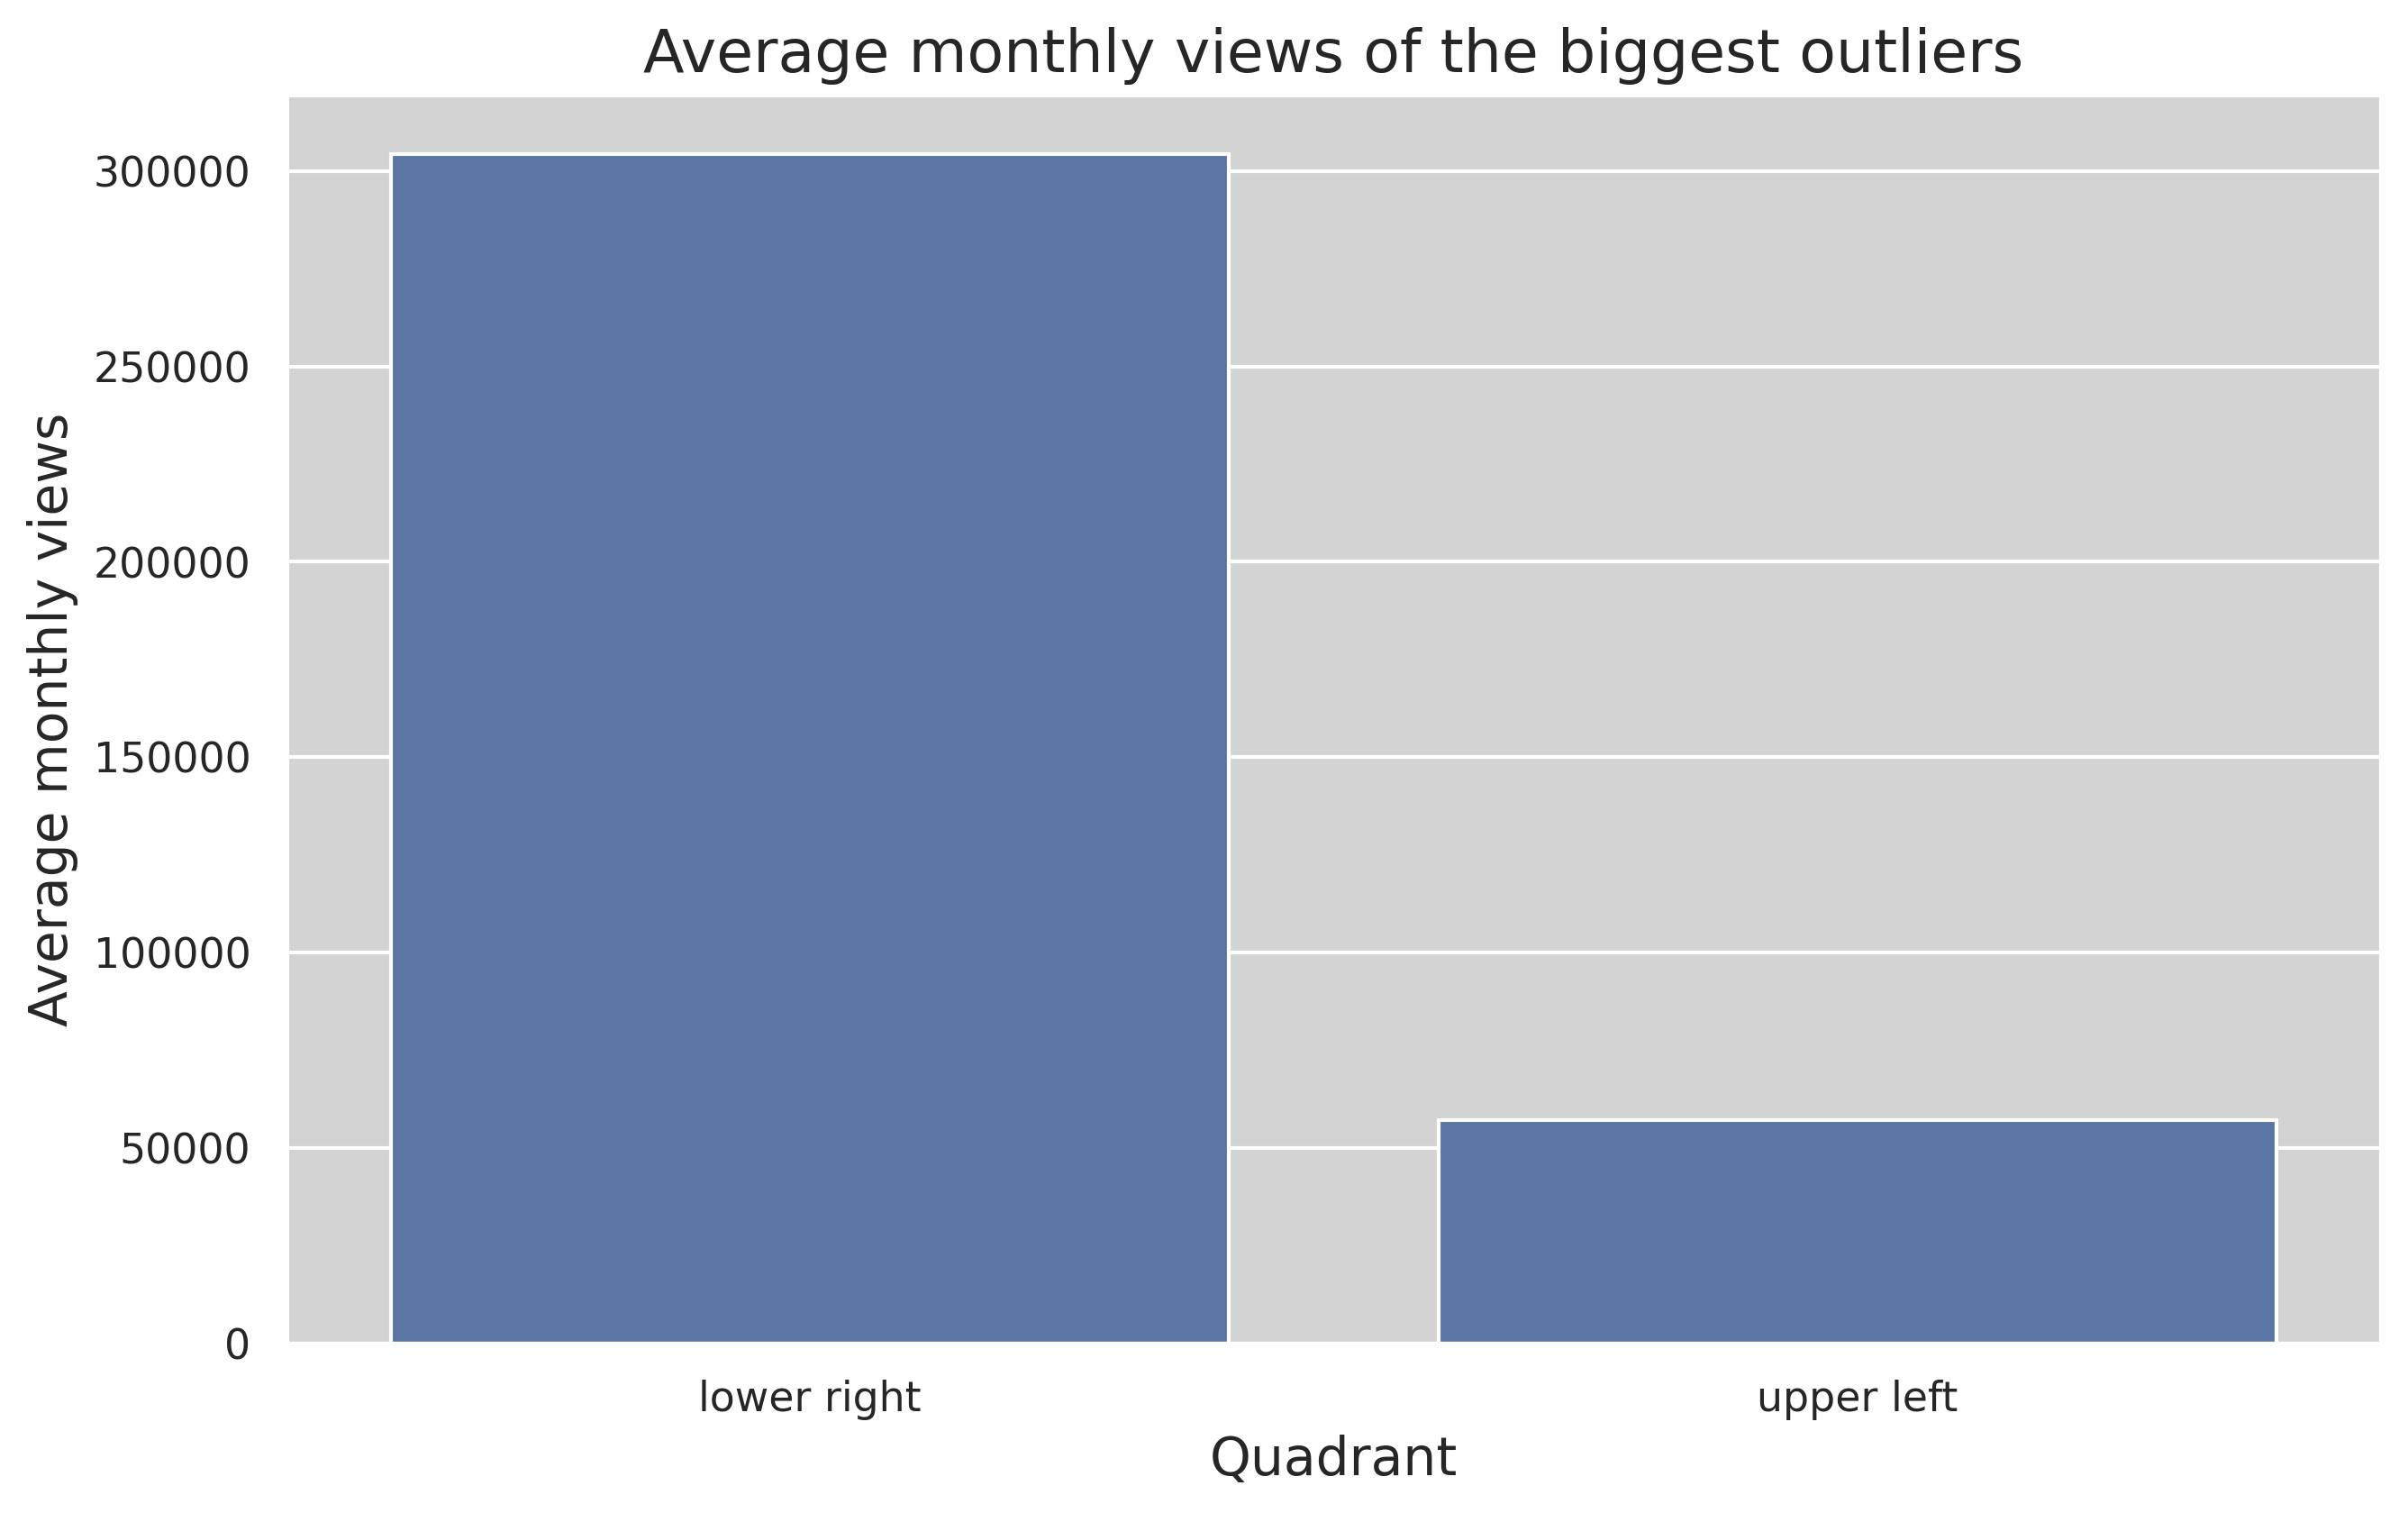 Average monthly views of the biggest outliers
Average monthly views
300000
250000
200000
150000
100000
50000
0
lower right
upper left
Quadrant